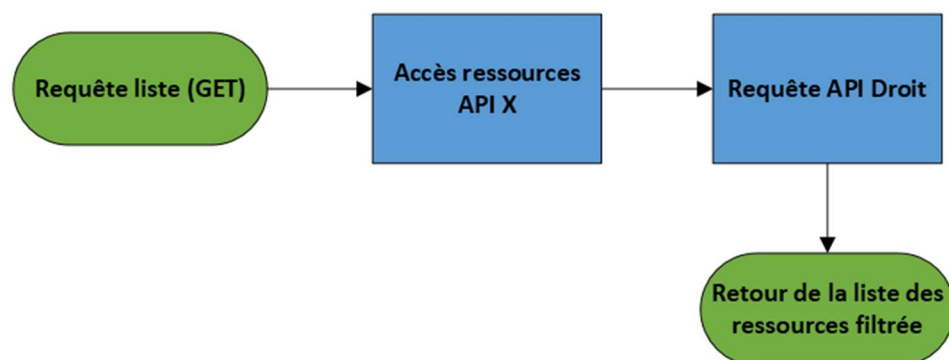 Requête liste (GET)
Accès ressources
API X
Requête API Droit
Retour de la liste des
ressources filtrée